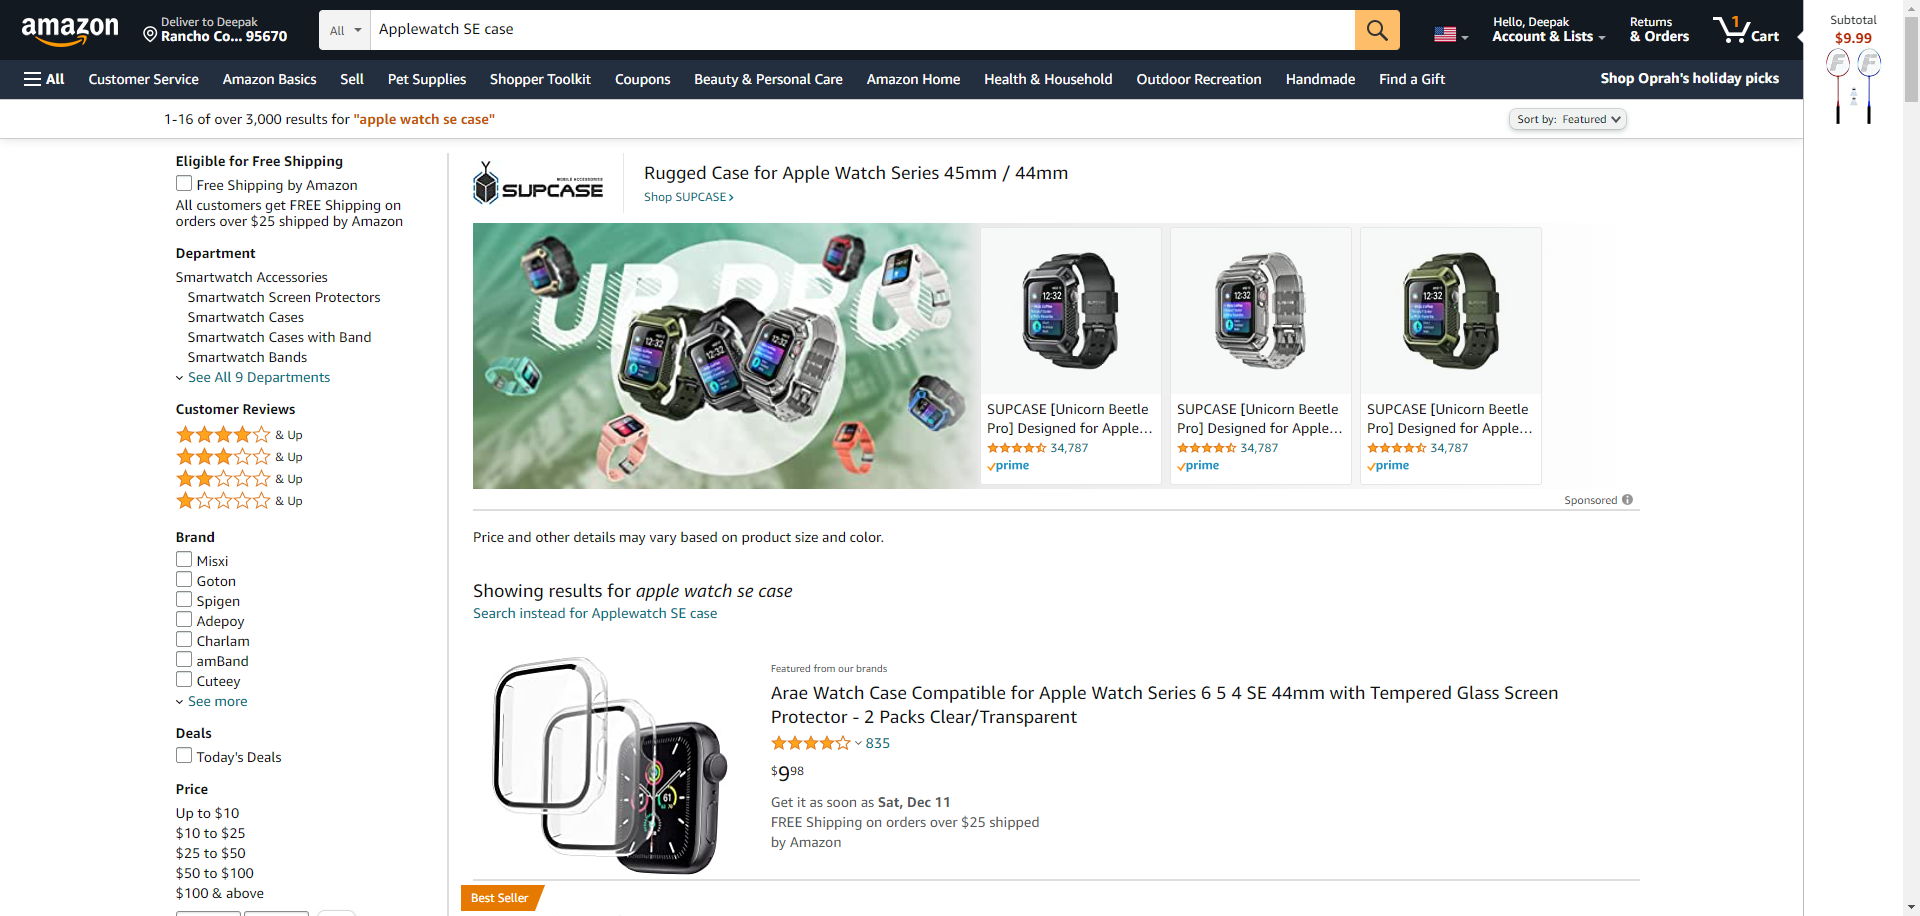 amazon
Deliver to Deepak
Rancho Co... 95670
All
Applewatch SE case
Hello, Deepak
Account & Lists
Returns
& Orders
1
Cart
Subtotal
$9.99
All
Customer Service
Amazon Basics
Sell
Pet Supplies
Shopper Toolkit
Coupons
Beauty & Personal Care
Amazon Home
Health & Household
Outdoor Recreation
Handmade
Find a Gift
Shop Oprah's holiday picks
1-16 of over 3,000 results for "apple watch se case"
Sort by: Featured
Eligible for Free Shipping
Free Shipping by Amazon
All customers get FREE Shipping on
orders over $25 shipped by Amazon
Department
Smartwatch Accessories
Smartwatch Screen Protectors
Smartwatch Cases
Smartwatch Cases with Band
Smartwatch Bands
See All 9 Departments
Customer Reviews
& Up
& Up
& Up
& Up
Brand
Misxi
Goton
Spigen
Adepoy
Charlam
amBand
Cuteey
See more
Deals
Today's Deals
Price
Up to $10
$10 to $25
$25 to $50
$50 to $100
$100 & above
MOBILE ACCESSORIES
SUPCASE
Rugged Case for Apple Watch Series 45mm / 44mm
Shop SUPCASE
UB PRO
12:32
12:32
12:32
SUPCASE [Unicorn Beetle
Pro] Designed for Apple...
34,787
prime
SUPCASE [Unicorn Beetle
Pro] Designed for Apple...
34,787
prime
SUPCASE [Unicorn Beetle
Pro] Designed for Apple...
34,787
prime
Sponsored
Price and other details may vary based on product size and color.
Showing results for apple watch se case
Search instead for Applewatch SE case
Featured from our brands
Arae Watch Case Compatible for Apple Watch Series 6 5 4 SE 44mm with Tempered Glass Screen
Protector - 2 Packs Clear/Transparent
835
$9.98
Get it as soon as Sat, Dec 11
FREE Shipping on orders over $25 shipped
by Amazon
Best Seller